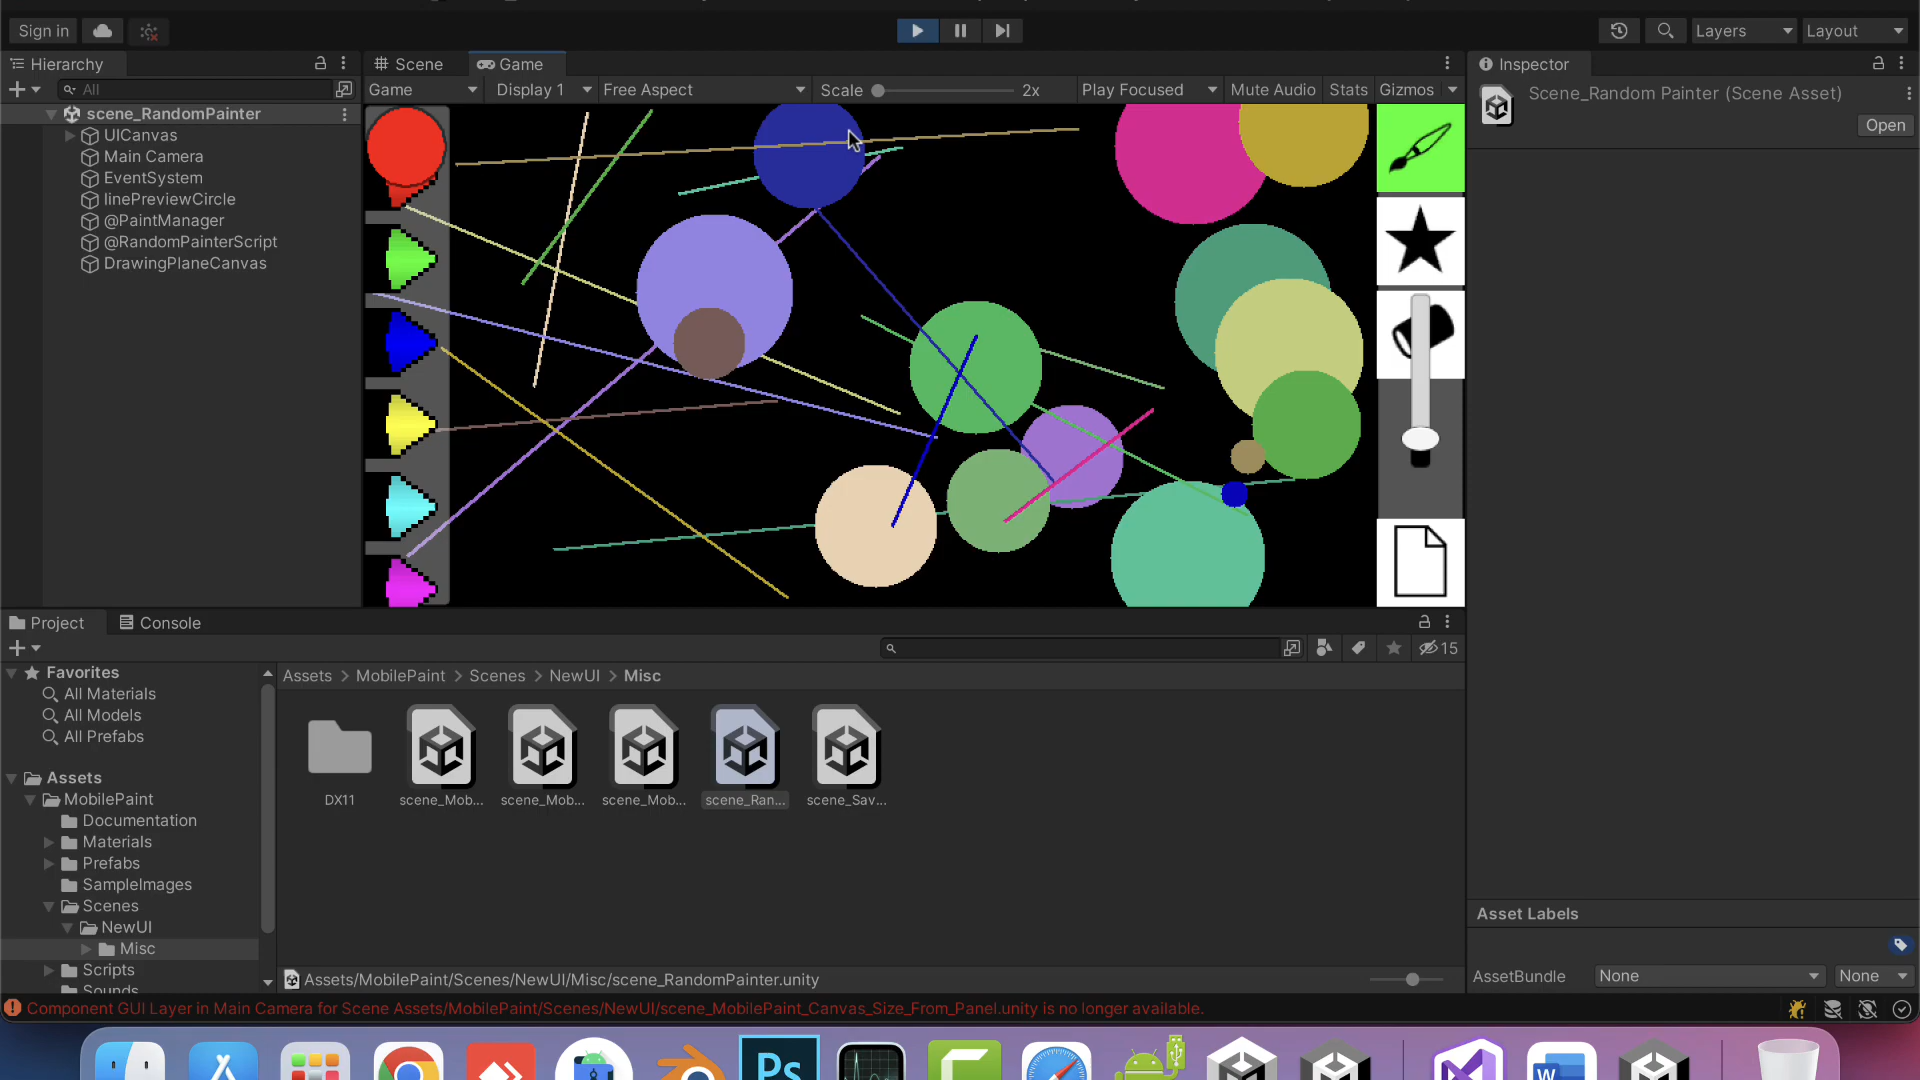 Sign in
Layers
Layout
Hierarchy
Scene
Game
Inspector
All
Game
Display 1
Free Aspect
Scale
2x
Play Focused
Mute Audio
Stats
Gizmos
Scene_Random Painter (Scene Asset)
Open
scene_RandomPainter
UICanvas
Main Camera
EventSystem
linePreviewCircle
@PaintManager
@RandomPainterScript
DrawingPlaneCanvas
Project
Console
15
Favorites
All Materials
All Models
All Prefabs
Assets
MobilePaint
Documentation
Materials
Prefabs
SampleImages
Scenes
NewUI
Misc
Scripts
Sounds
Assets > MobilePaint > Scenes > NewUI > Misc
DX11
scene_Mob...
scene_Mob...
scene_Mob...
scene_Ran...
scene_Sav...
Assets/MobilePaint/Scenes/NewUI/Misc/scene_RandomPainter.unity
Asset Labels
AssetBundle
None
None
Component GUI Layer in Main Camera for Scene Assets/MobilePaint/Scenes/NewUI/scene_MobilePaint_Canvas_Size_From_Panel.unity is no longer available.
Ps
W